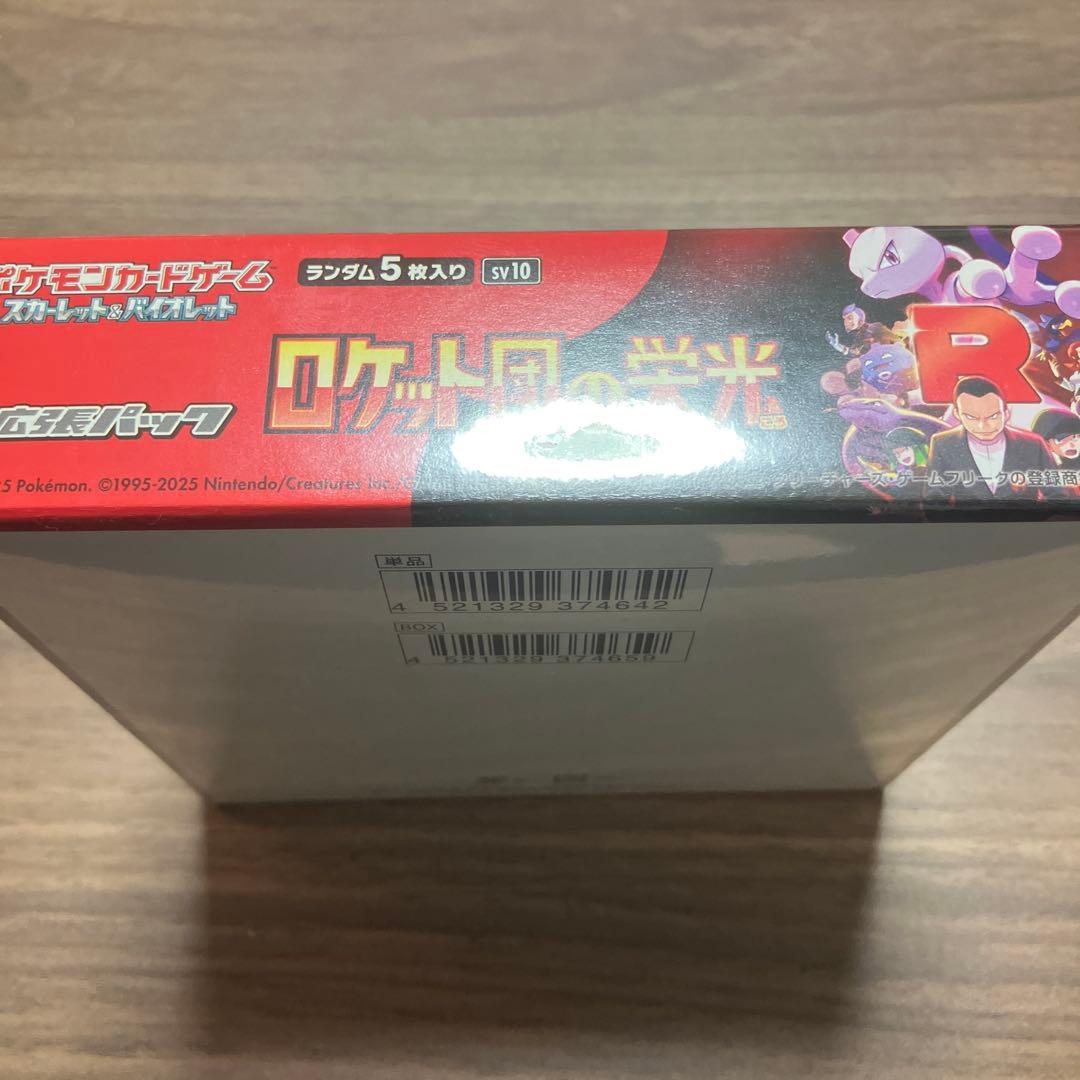 ポケモンカードゲーム
スカーレット&バイオレット
ランダム5枚入り
SV10
拡張パック
ロケット団の栄光
R
25 Pokémon. ©1995-2025 Nintendo/Creatures Inc./G
クリーチャーズ・ゲームフリークの登録商
単品
4 521329 374642
BOX
4 521329 374659